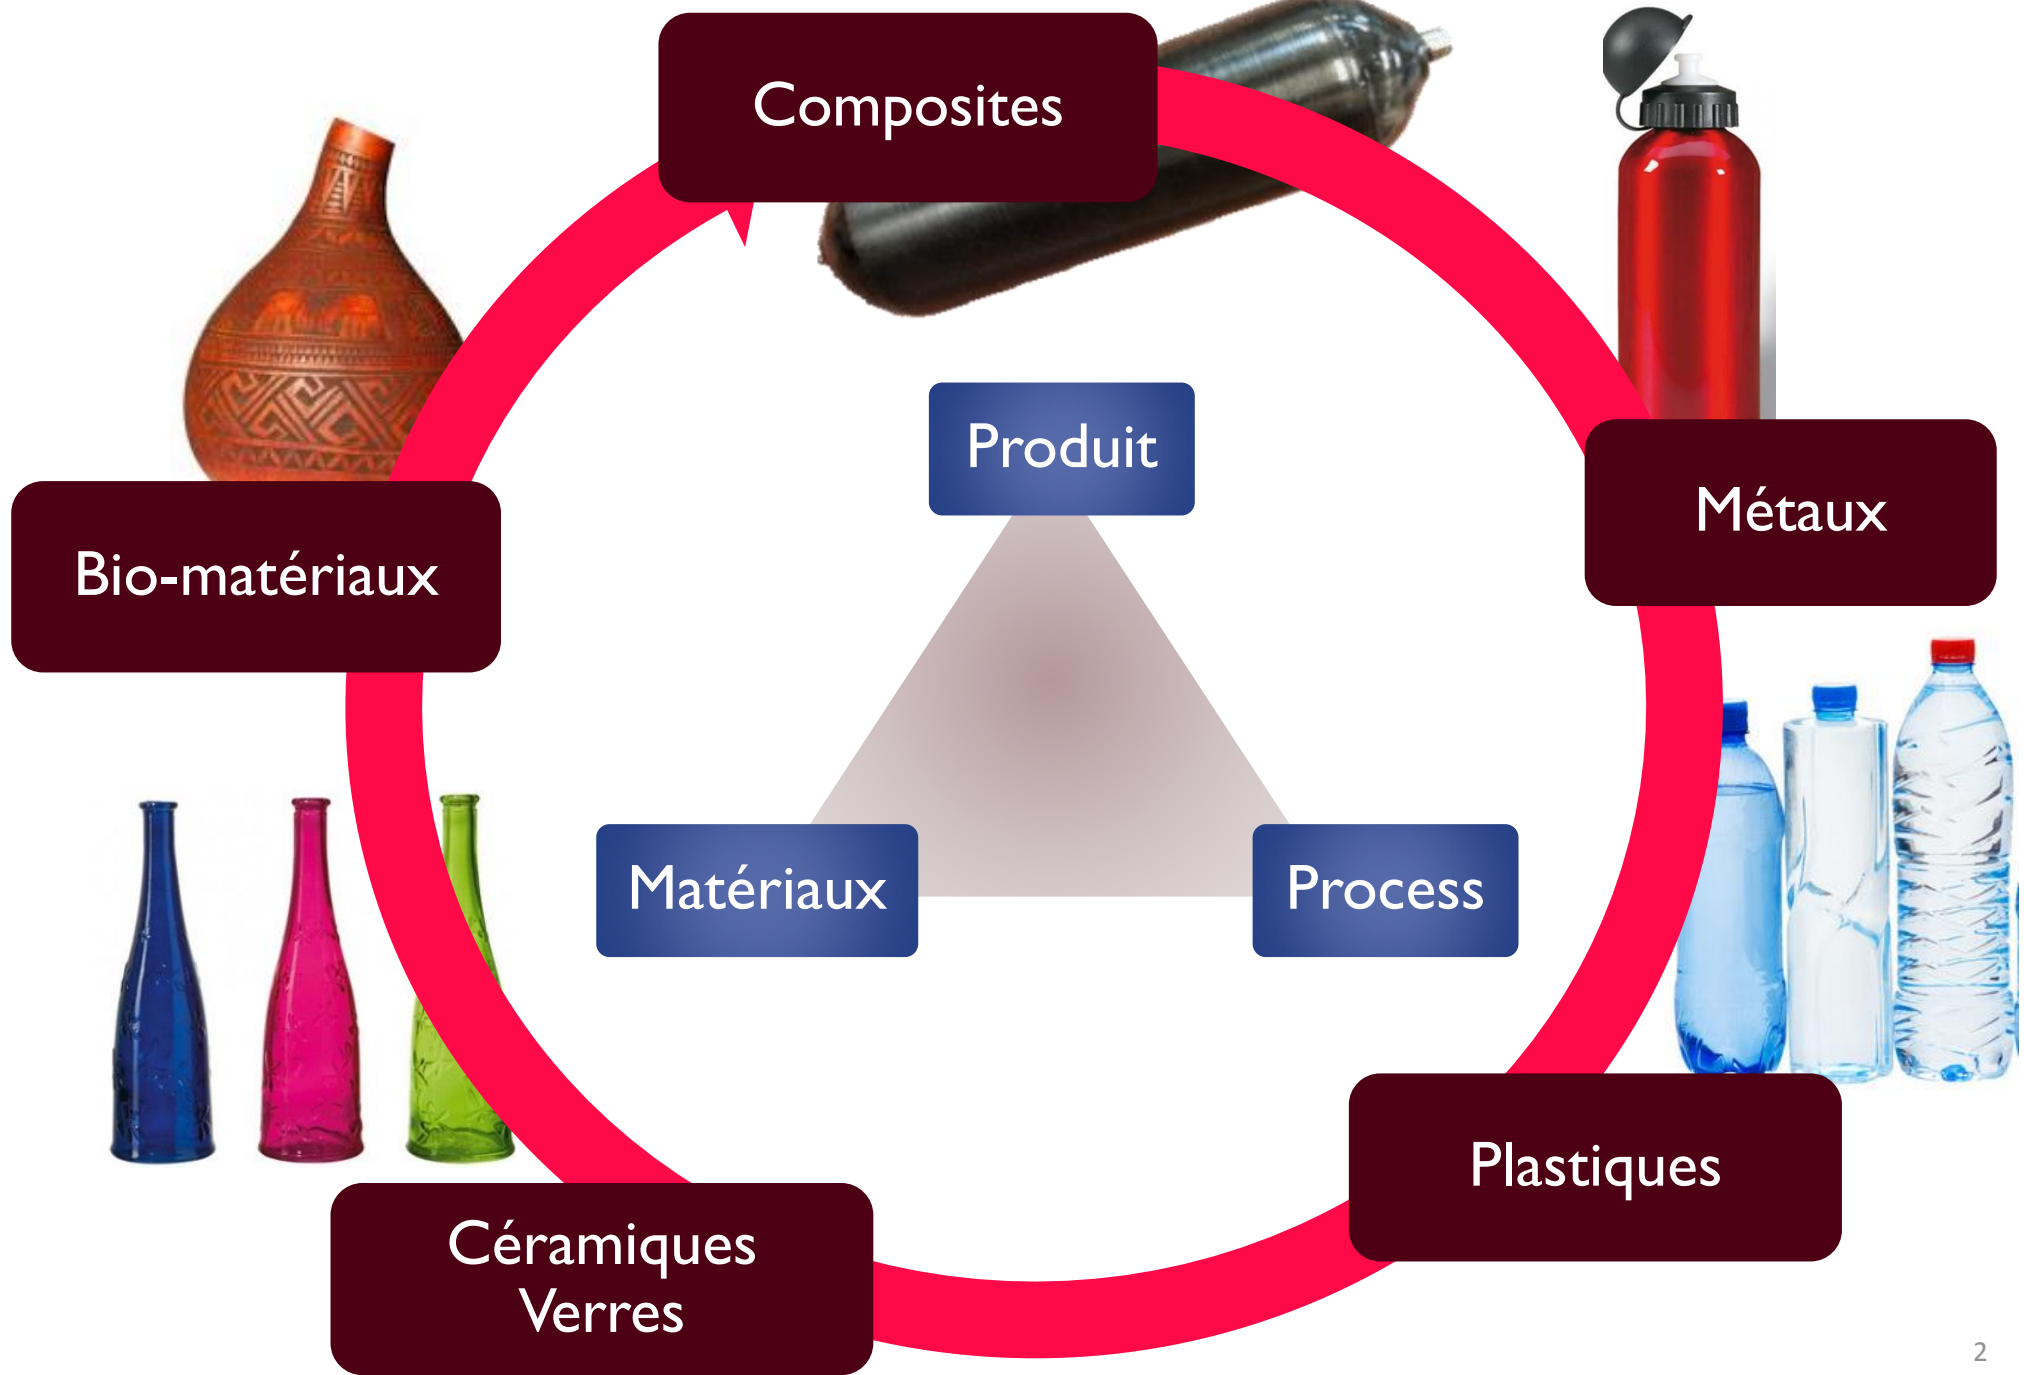 Composites
Métaux
Produit
Bio-matériaux
Matériaux
Process
Plastiques
Céramiques
Verres
2